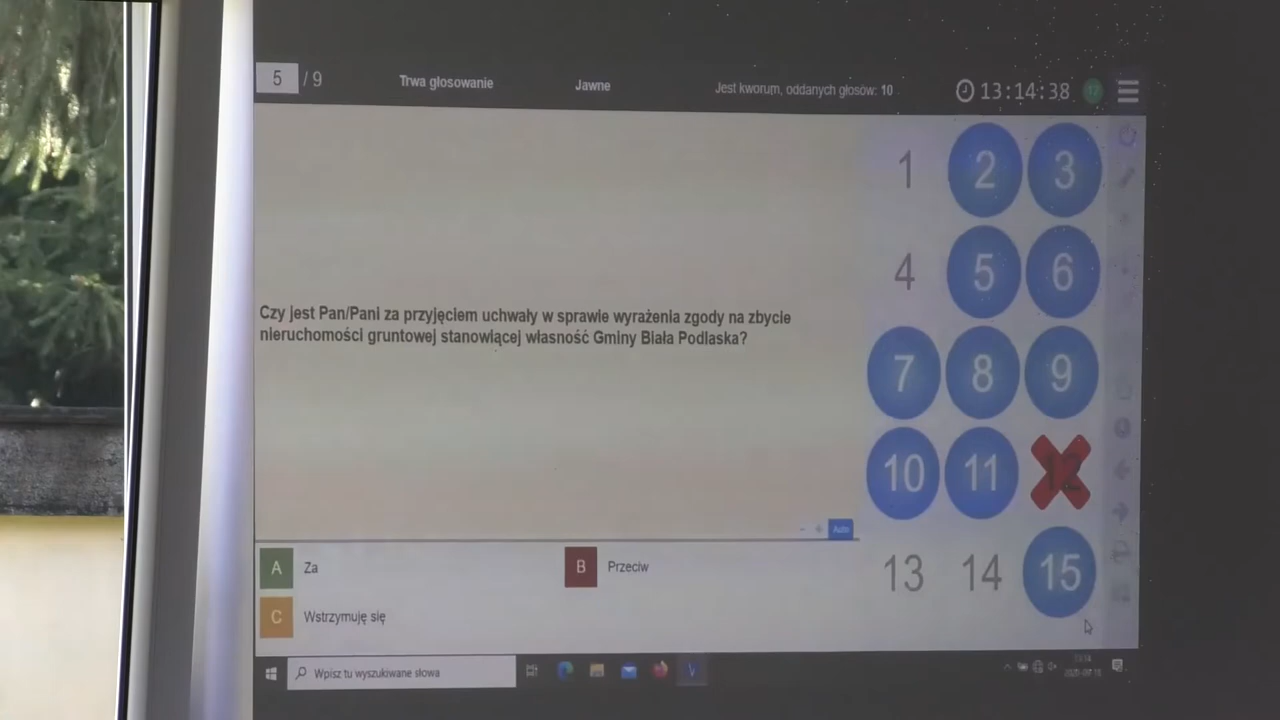 5 / 9 Trwa głosowanie Jawne Jest kworum, oddanych głosów: 10 13:14:38
1 2 3
4 5 6
Czy jest Pan/Pani za przyjęciem uchwały w sprawie wyrażenia zgody na zbycie
nieruchomości gruntowej stanowiącej własność Gminy Biała Podlaska?
7 8 9
10 11 12
Auto
A Za B Przeciw
13 14 15
C Wstrzymuję się
Wpisz tu wyszukiwane słowa